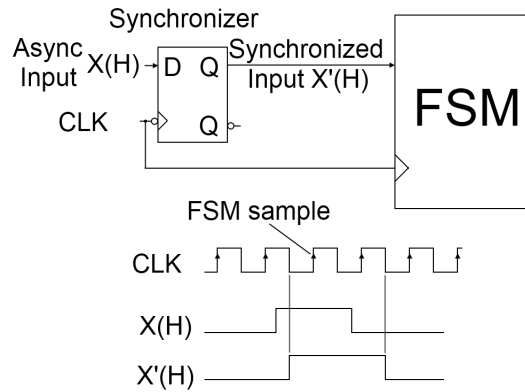 Synchronizer
Async
Input
X(H)
D Q
Q
CLK
Synchronized
Input X'(H)
FSM
FSM sample
CLK
X(H)
X'(H)